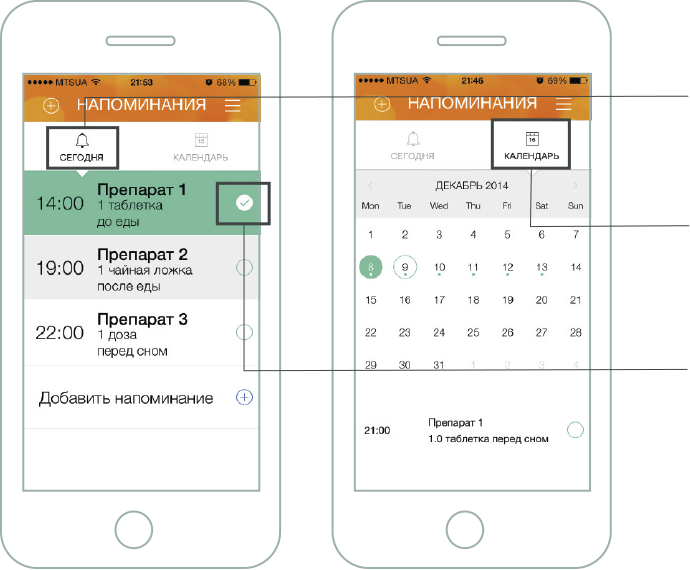 MTSUA 21:53 68%
НАПОМИНАНИЯ
СЕГОДНЯ КАЛЕНДАРЬ
14:00 Препарат 1
1 таблетка
до еды
19:00 Препарат 2
1 чайная ложка
после еды
22:00 Препарат 3
1 доза
перед сном
Добавить напоминание
MTSUA 21:46 69%
НАПОМИНАНИЯ
16
СЕГОДНЯ КАЛЕНДАРЬ
ДЕКАБРЬ 2014
Mon Tue Wed Thu Fri Sat Sun
1 2 3 4 5 6 7
8 9 10 11 12 13 14
15 16 17 18 19 20 21
22 23 24 25 26 27 28
29 30 31 1 2 3 4
21:00 Препарат 1
1.0 таблетка перед сном